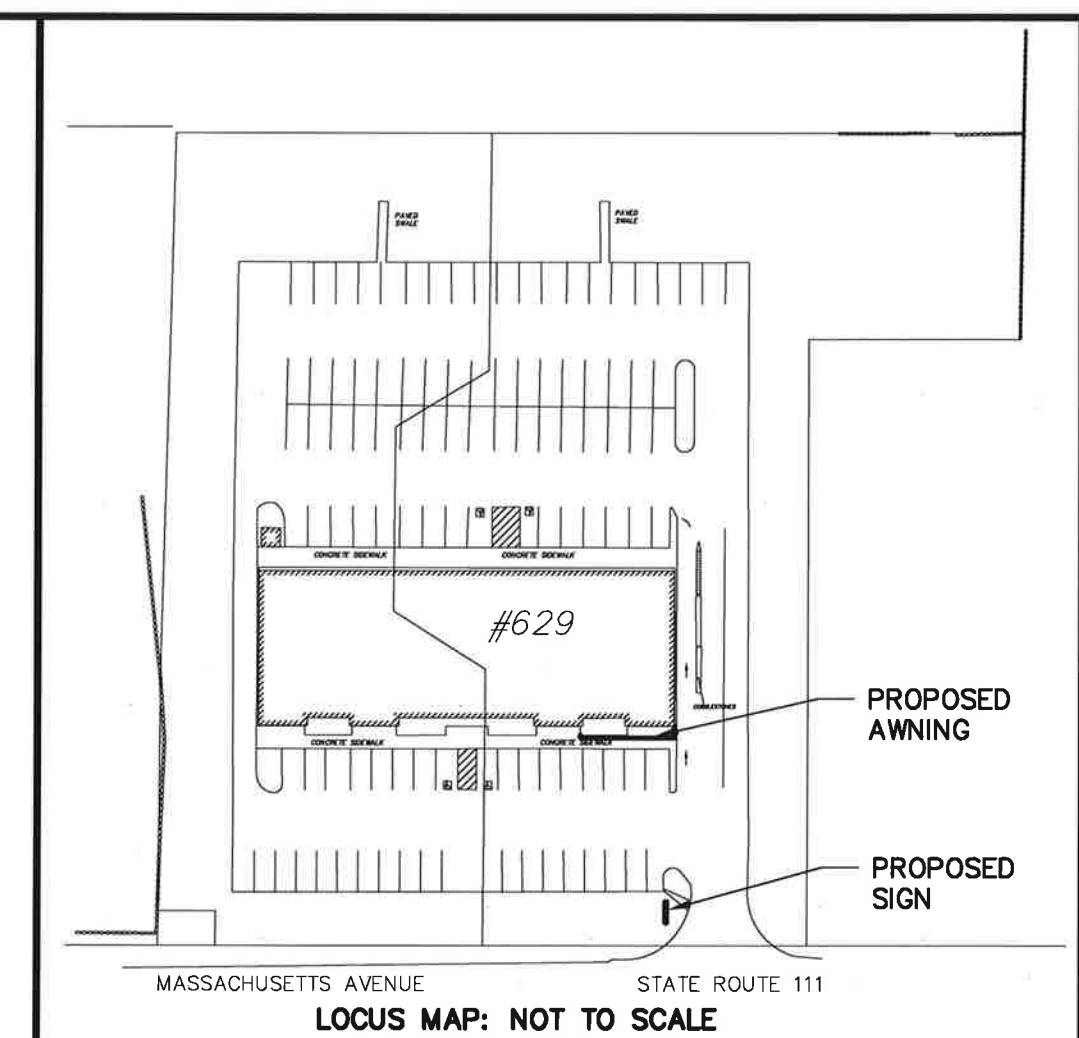 PAVED
SWALE
PAVED
SWALE
CONCRETE SIDEWALK
CONCRETE SIDEWALK
#629
COBBLESTONES
PROPOSED
AWNING
CONCRETE SIDEWALK
CONCRETE SIDEWALK
PROPOSED
SIGN
MASSACHUSETTS AVENUE
STATE ROUTE 111
LOCUS MAP: NOT TO SCALE